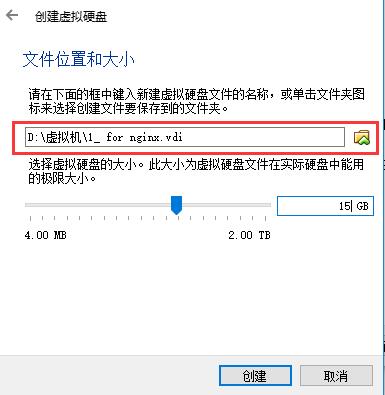 创建虚拟硬盘
文件位置和大小
请在下面的框中键入新建虚拟硬盘文件的名称，或单击文件夹图
标来选择创建文件要保存到的文件夹。
D:\虚拟机\1_ for nginx.vdi
选择虚拟硬盘的大小。此大小为虚拟硬盘文件在实际硬盘中能用
的极限大小。
15 GB
4.00 MB 2.00 TB
创建 取消